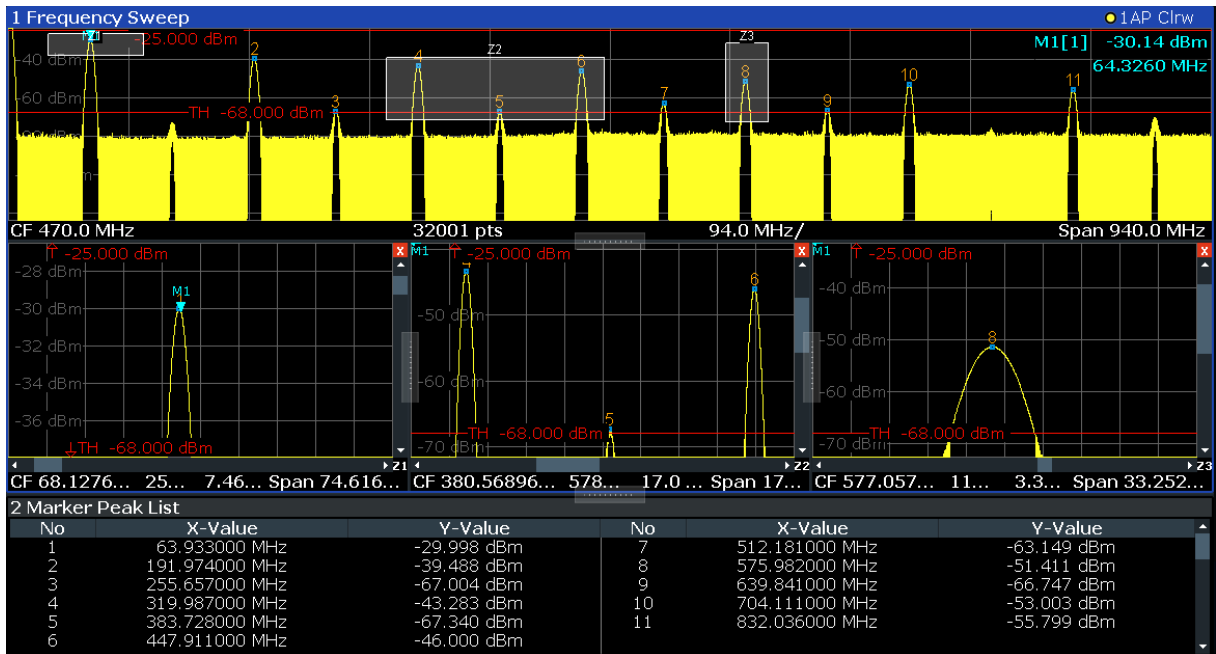 1 Frequency Sweep 1AP Clrw
-25.000 dBm M1[1] -30.14 dBm
64.3260 MHz
-40 dBm
-60 dBm
TH -68.000 dBm
2 3 4 Z2 5 6 7 Z3 8 9 10 11
CF 470.0 MHz 32001 pts 94.0 MHz/ Span 940.0 MHz
-25.000 dBm
-28 dBm
M1
-30 dBm
-32 dBm
-34 dBm
-36 dBm
TH -68.000 dBm
Z1
CF 68.1276... 25... 7.46... Span 74.616...
M1 -25.000 dBm
6
-50 dBm
-60 dBm
5
TH -68.000 dBm
-70 dBm
Z2
CF 380.56896... 578... 17.0 ... Span 17...
M1 -25.000 dBm
-40 dBm
8
-50 dBm
-60 dBm
TH -68.000 dBm
-70 dBm
Z3
CF 577.057... 11... 3.3... Span 33.252...
2 Marker Peak List
No X-Value Y-Value No X-Value Y-Value
1 63.933000 MHz -29.998 dBm 7 512.181000 MHz -63.149 dBm
2 191.974000 MHz -39.488 dBm 8 575.982000 MHz -51.411 dBm
3 255.657000 MHz -67.004 dBm 9 639.841000 MHz -66.747 dBm
4 319.987000 MHz -43.283 dBm 10 704.111000 MHz -53.003 dBm
5 383.728000 MHz -67.340 dBm 11 832.036000 MHz -55.799 dBm
6 447.911000 MHz -46.000 dBm